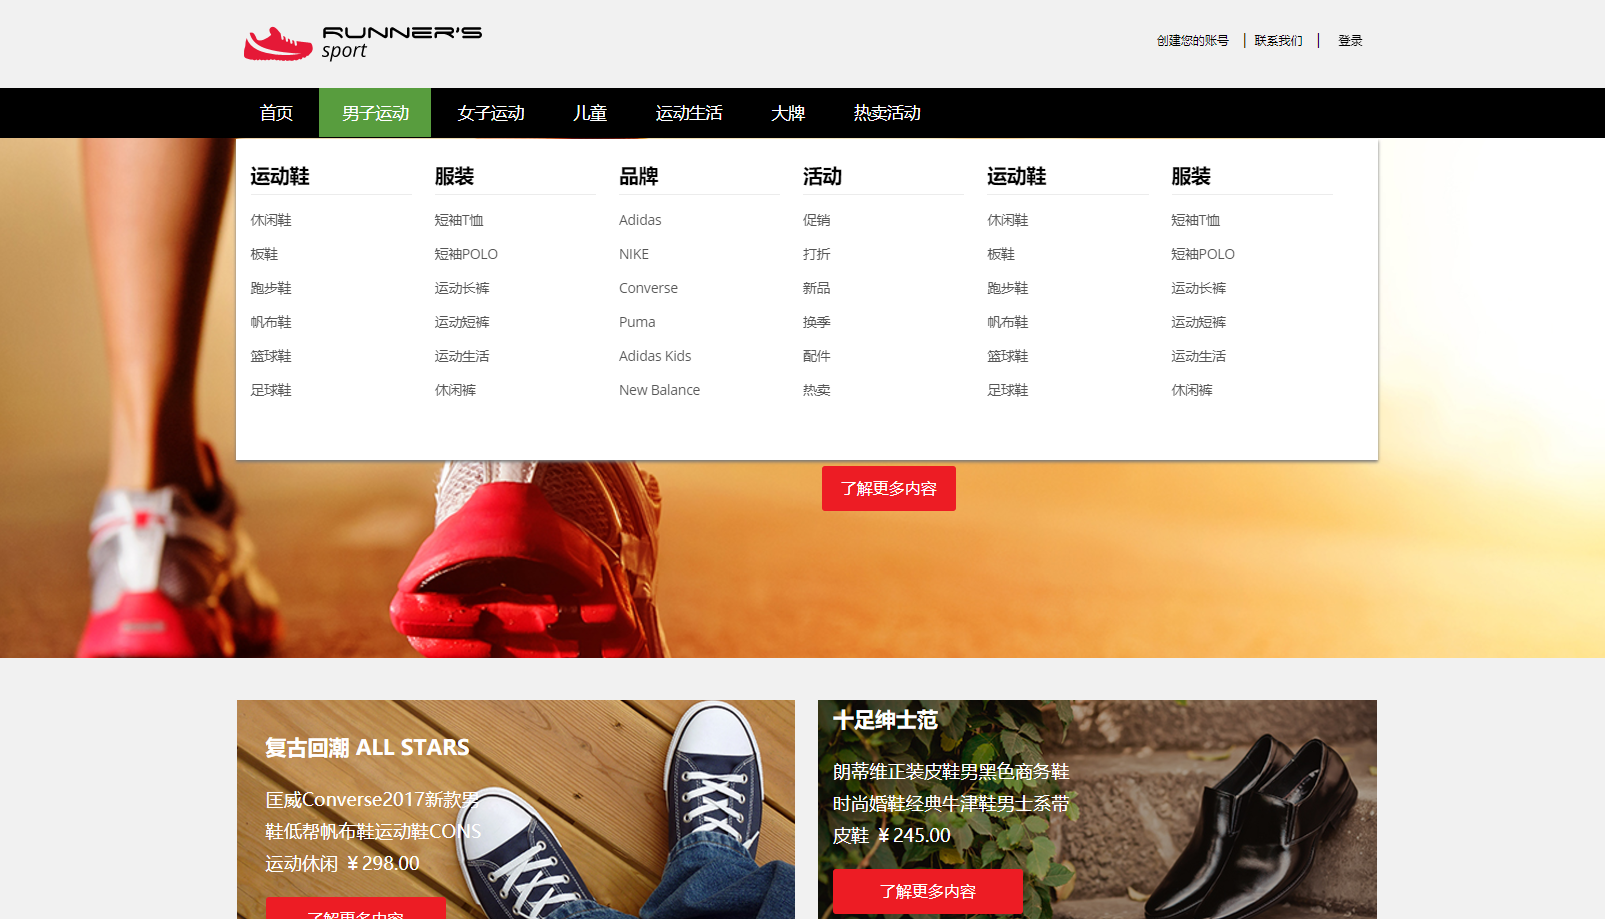 RUNNER'S
sport
创建您的账号 | 联系我们 | 登录
首页 男子运动 女子运动 儿童 运动生活 大牌 热卖活动
运动鞋 服装 品牌 活动 运动鞋 服装
休闲鞋 短袖T恤 Adidas 促销 休闲鞋 短袖T恤
板鞋 短袖POLO NIKE 打折 板鞋 短袖POLO
跑步鞋 运动长裤 Converse 新品 跑步鞋 运动长裤
帆布鞋 运动短裤 Puma 换季 帆布鞋 运动短裤
篮球鞋 运动生活 Adidas Kids 配件 篮球鞋 运动生活
足球鞋 休闲裤 New Balance 热卖 足球鞋 休闲裤
了解更多内容
复古回潮 ALL STARS
匡威Converse2017新款男
鞋低帮帆布鞋运动鞋CONS
运动休闲 ￥298.00
了解更多内容
十足绅士范
朗蒂维正装皮鞋男黑色商务鞋
时尚婚鞋经典牛津鞋男士系带
皮鞋 ￥245.00
了解更多内容